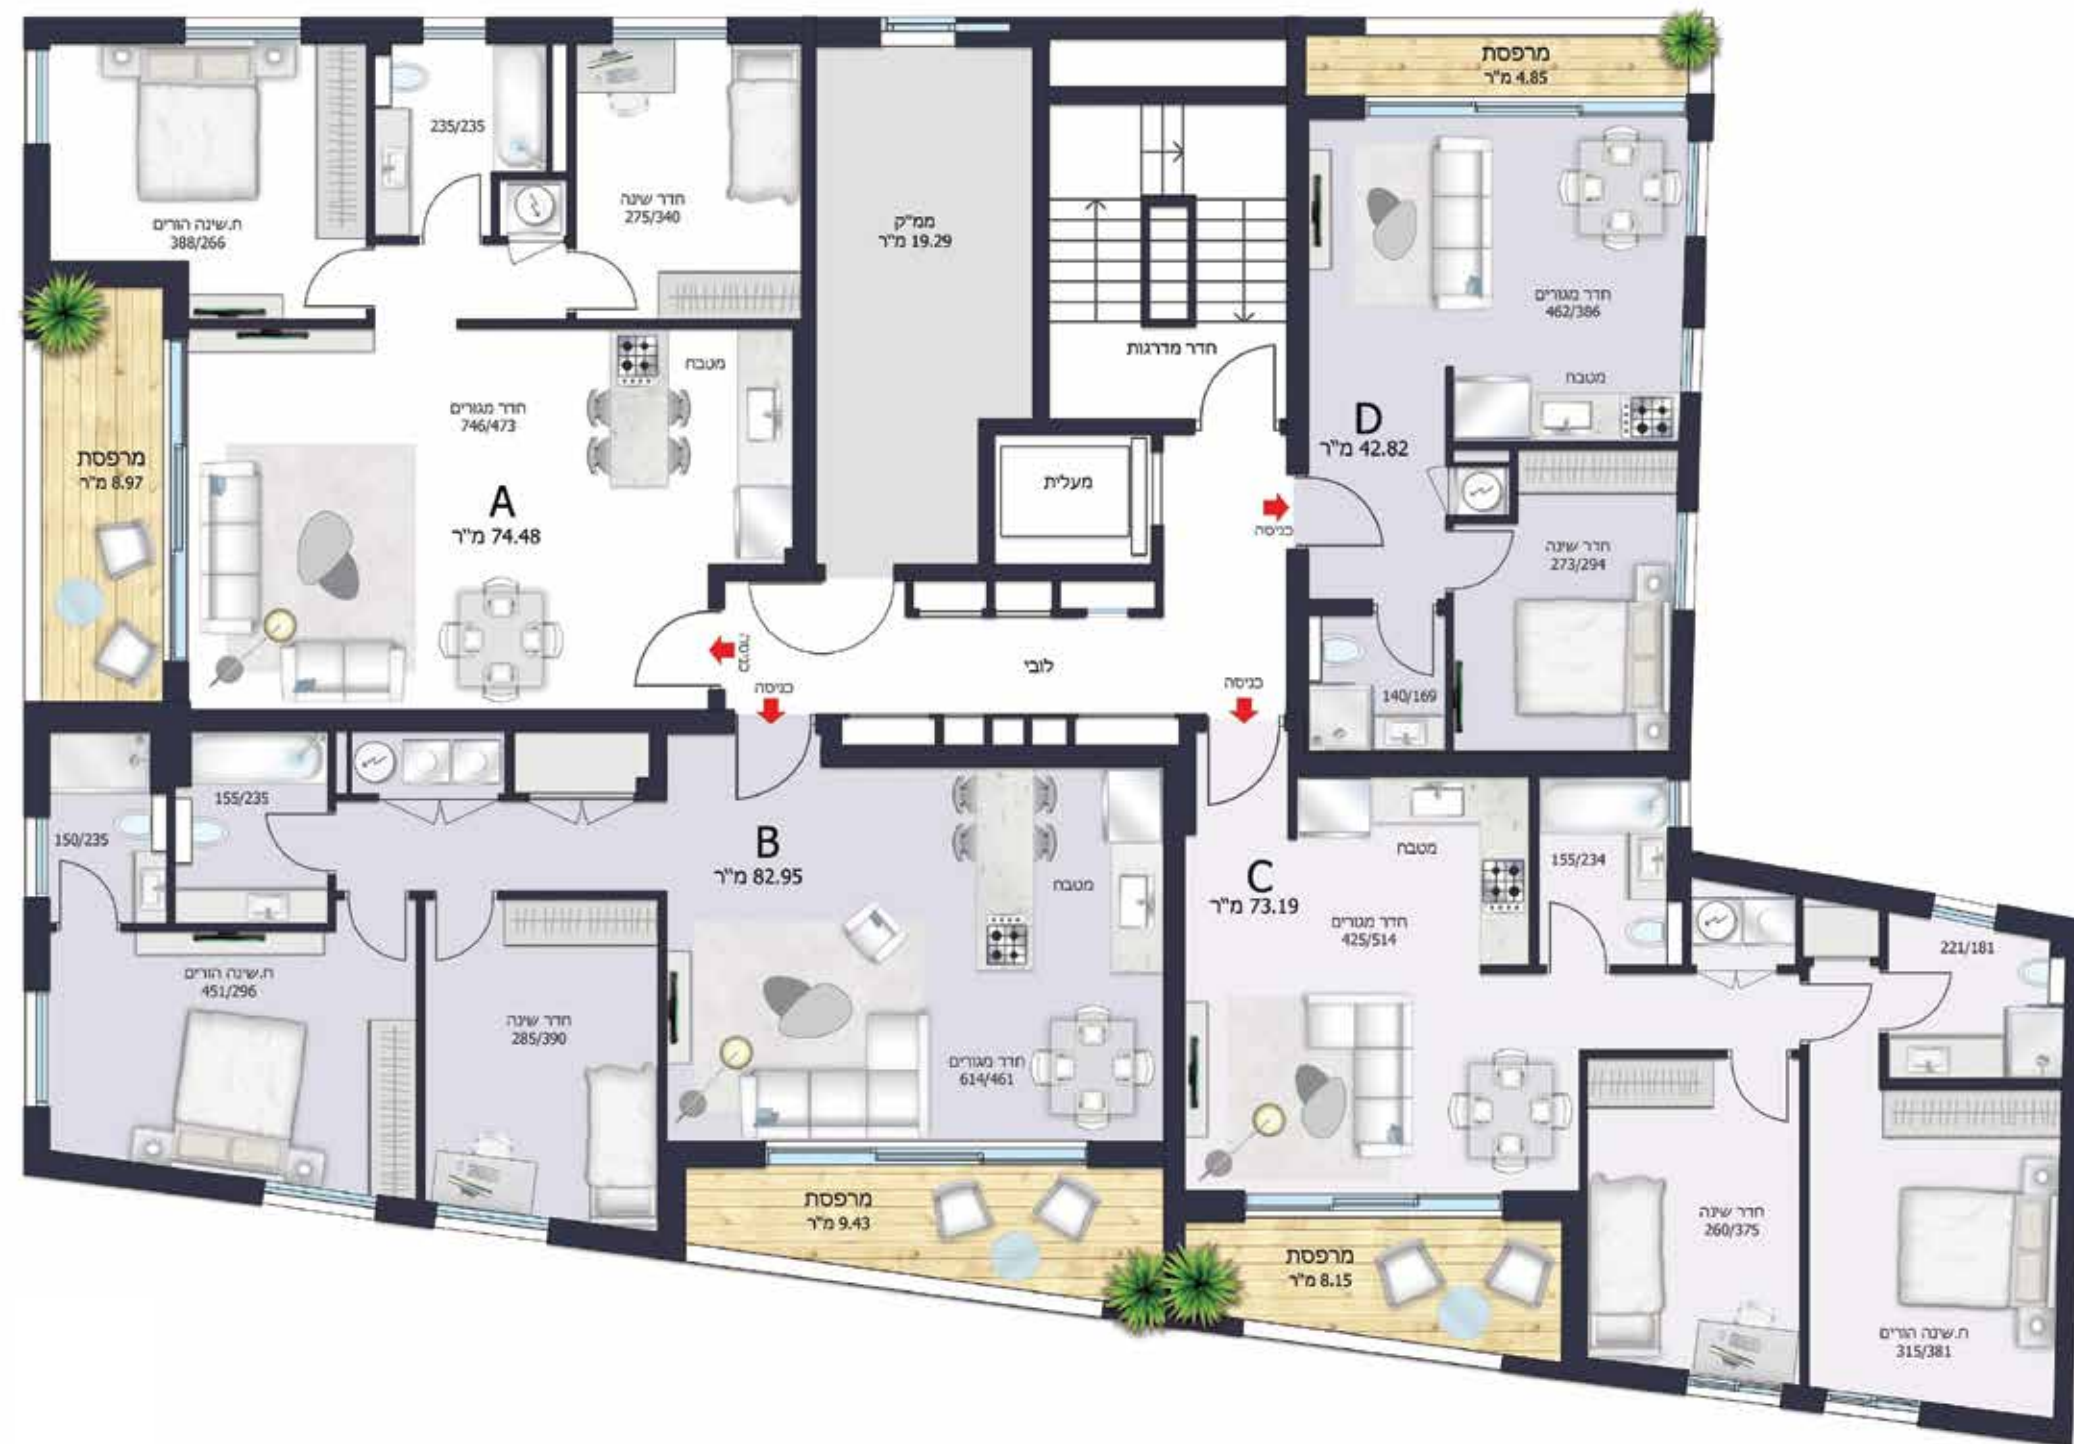 מרפסת
4.85 מ"ר
235/235
חדר שינה
275/340
ח.שינה הורים
388/266
ממ"ק
19.29 מ"ר
חדר מגורים
462/386
חדר מדרגות
מטבח
מטבח
חדר מגורים
746/473
D
42.82 מ"ר
מרפסת
8.97 מ"ר
A
74.48 מ"ר
מעלית
כניסה
חדר שינה
273/294
כניסה
לובי
כניסה
כניסה
140/169
155/235
150/235
B
82.95 מ"ר
מטבח
מטבח
155/234
C
73.19 מ"ר
חדר מגורים
425/514
221/181
ח.שינה הורים
451/296
חדר שינה
285/390
חדר מגורים
614/461
מרפסת
9.43 מ"ר
חדר שינה
260/375
מרפסת
8.15 מ"ר
ח.שינה הורים
315/381